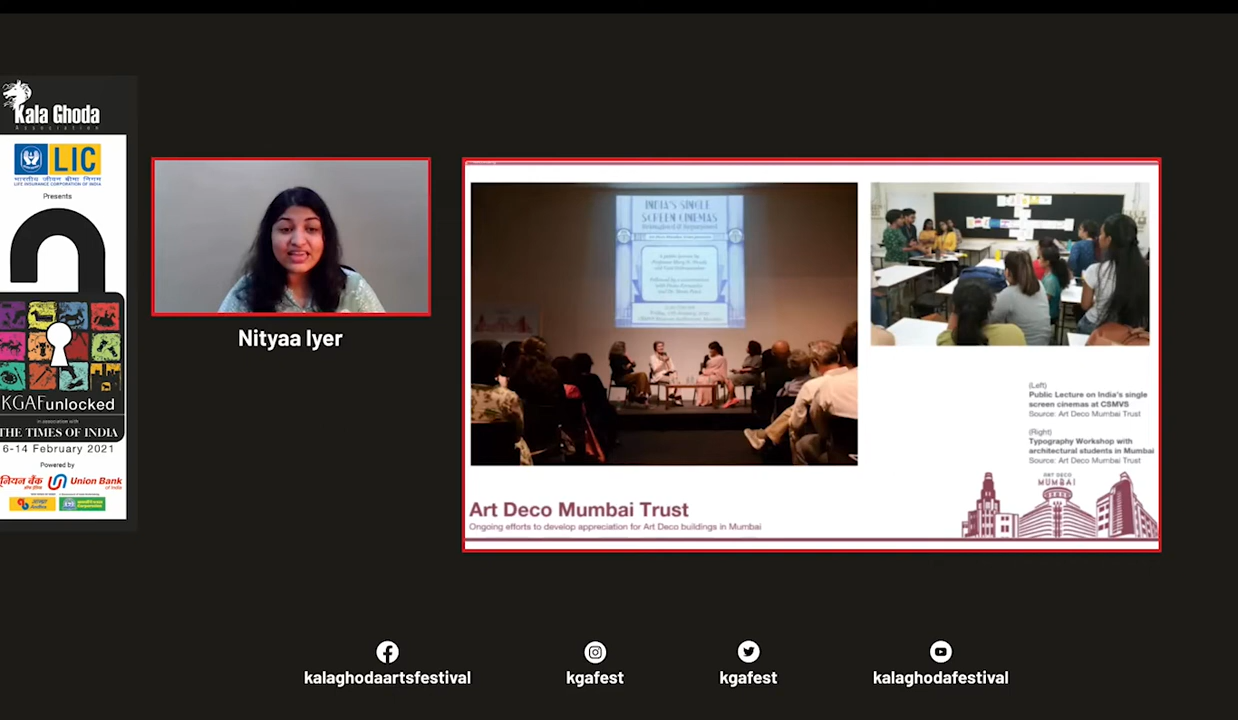 Kala Ghoda
Association
LIC
भारतीय जीवन बीमा निगम
LIFE INSURANCE CORPORATION OF INDIA
Presents
KGAFunlocked
in association with
THE TIMES OF INDIA
6-14 February 2021
Powered by
Union Bank
of India
Nityaa Iyer
INDIA'S SINGLE
SCREEN CINEMAS
(Left)
Public Lecture on India's single
screen cinemas at CSMVS
Source: Art Deco Mumbai Trust
(Right)
Typography Workshop with
architectural students in Mumbai
Source: Art Deco Mumbai Trust
ART DECO
MUMBAI
Art Deco Mumbai Trust
Ongoing efforts to develop appreciation for Art Deco buildings in Mumbai
kalaghodaartsfestival
kgafest
kgafest
kalaghodafestival